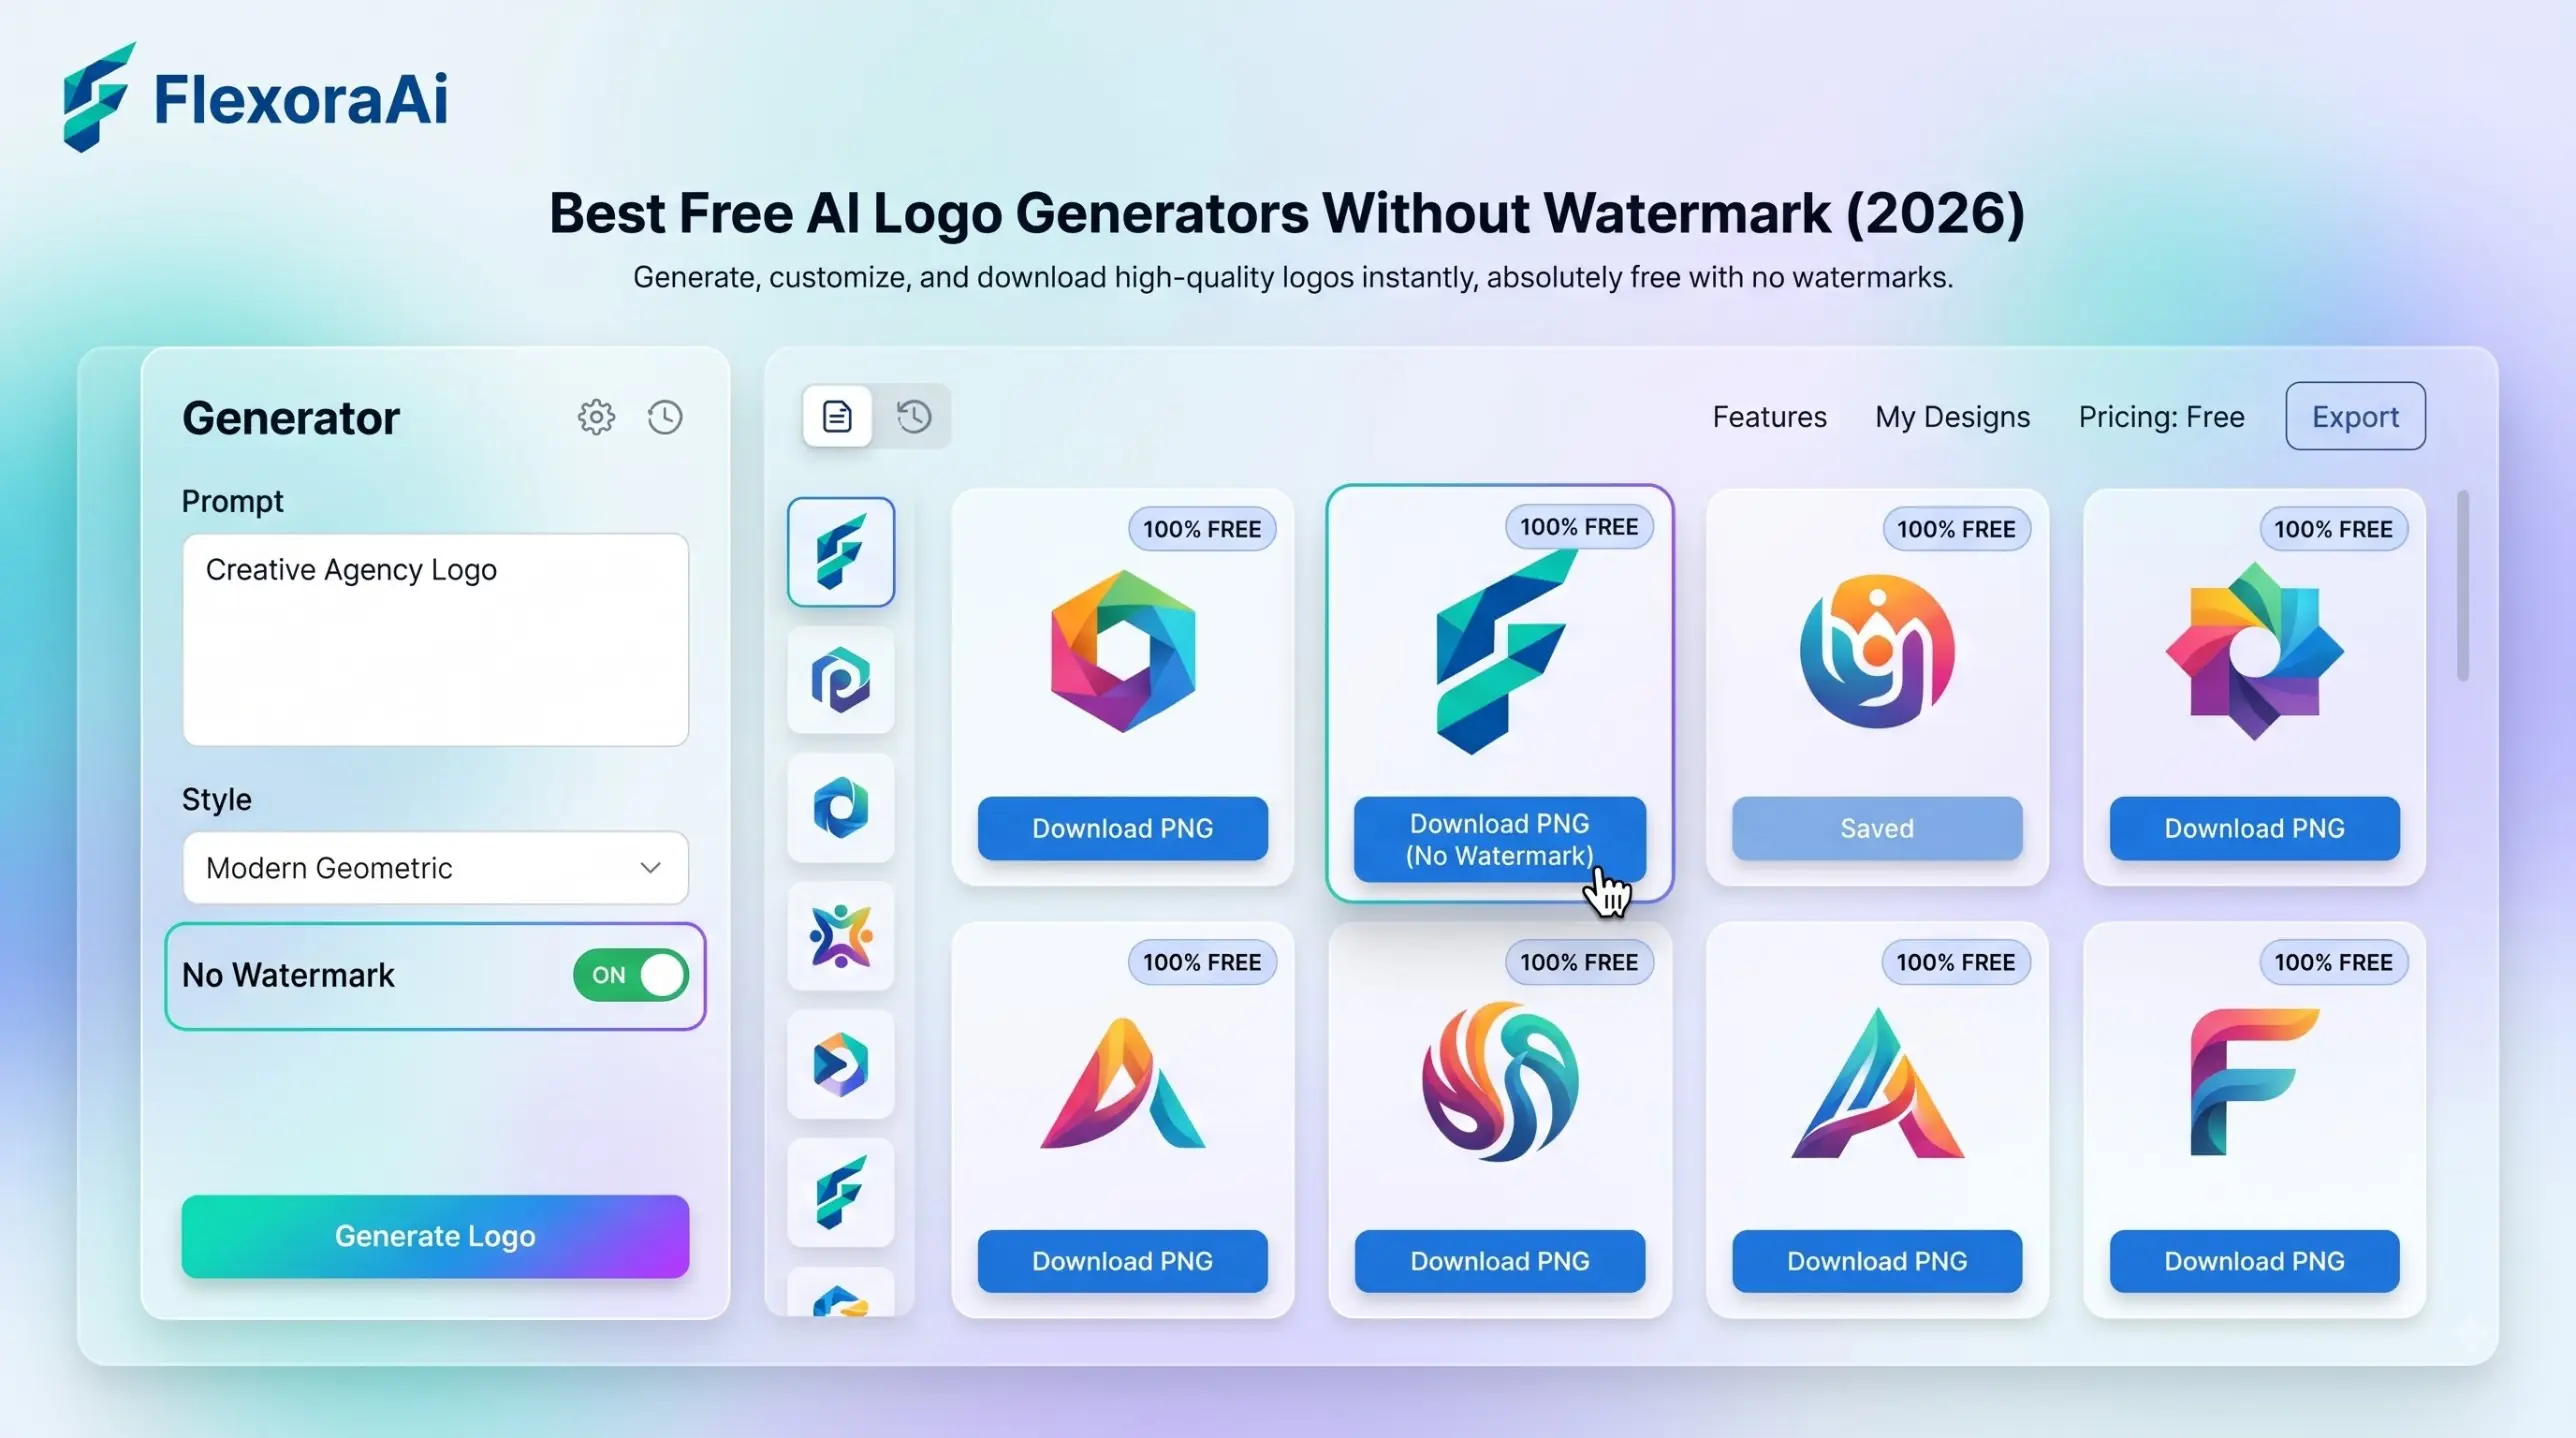 FlexoraAi
Best Free AI Logo Generators Without Watermark (2026)
Generate, customize, and download high-quality logos instantly, absolutely free with no watermarks.
Generator
Prompt
Creative Agency Logo
Style
Modern Geometric
No Watermark
ON
Generate Logo
Features
My Designs
Pricing: Free
Export
100% FREE
Download PNG
100% FREE
Download PNG
(No Watermark)
100% FREE
Saved
100% FREE
Download PNG
100% FREE
Download PNG
100% FREE
Download PNG
100% FREE
Download PNG
100% FREE
Download PNG